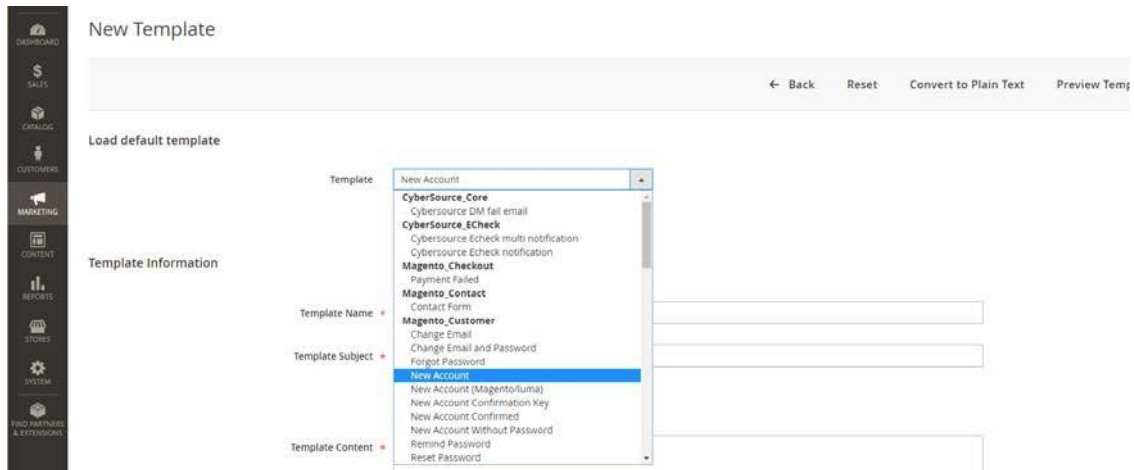 New Template
DASHBOARD
SALES
CATALOG
CUSTOMERS
MARKETING
CONTENT
REPORTS
STORES
SYSTEM
FIND PARTNERS
& EXTENSIONS
← Back Reset Convert to Plain Text Preview Temp
Load default template
Template New Account
CyberSource_Core
Cybersource DM fail email
CyberSource_ECheck
Cybersource Echeck multi notification
Cybersource Echeck notification
Magento_Checkout
Payment Failed
Magento_Contact
Contact Form
Magento_Customer
Change Email
Change Email and Password
Forgot Password
New Account
New Account (Magento/luma)
New Account Confirmation Key
New Account Confirmed
New Account Without Password
Remind Password
Reset Password
Template Information
Template Name *
Template Subject *
Template Content *